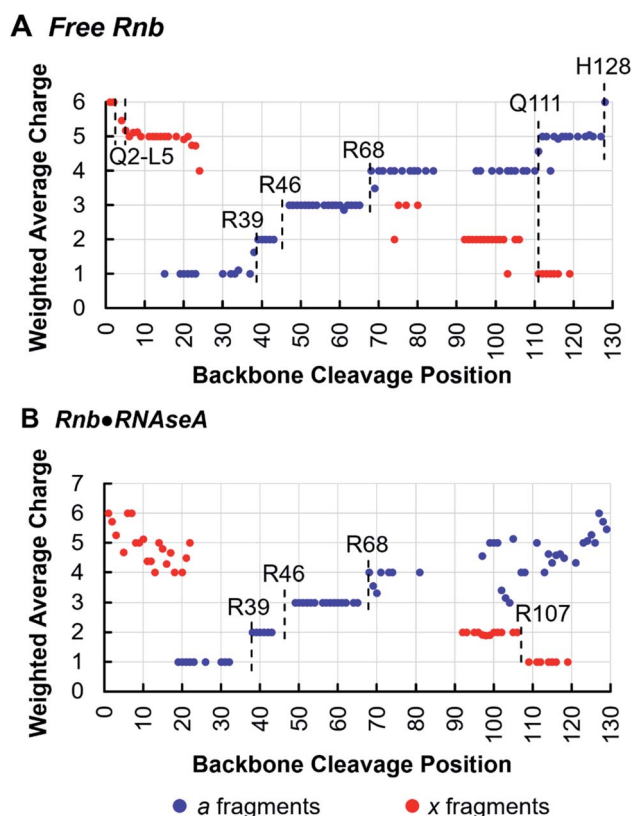 A Free Rnb
H128
Q111
R68
R46
R39
Q2-L5
Weighted Average Charge
6
5
4
3
2
1
0
0 10 20 30 40 50 60 70 80 90 100 110 120 130
Backbone Cleavage Position
B Rnb●RNAseA
R68
R46
R39
R107
Weighted Average Charge
7
6
5
4
3
2
1
0
0 10 20 30 40 50 60 70 80 90 100 110 120 130
Backbone Cleavage Position
a fragments x fragments